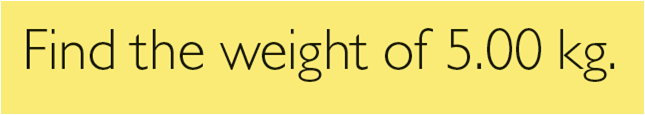 Find the weight of 5.00 kg.